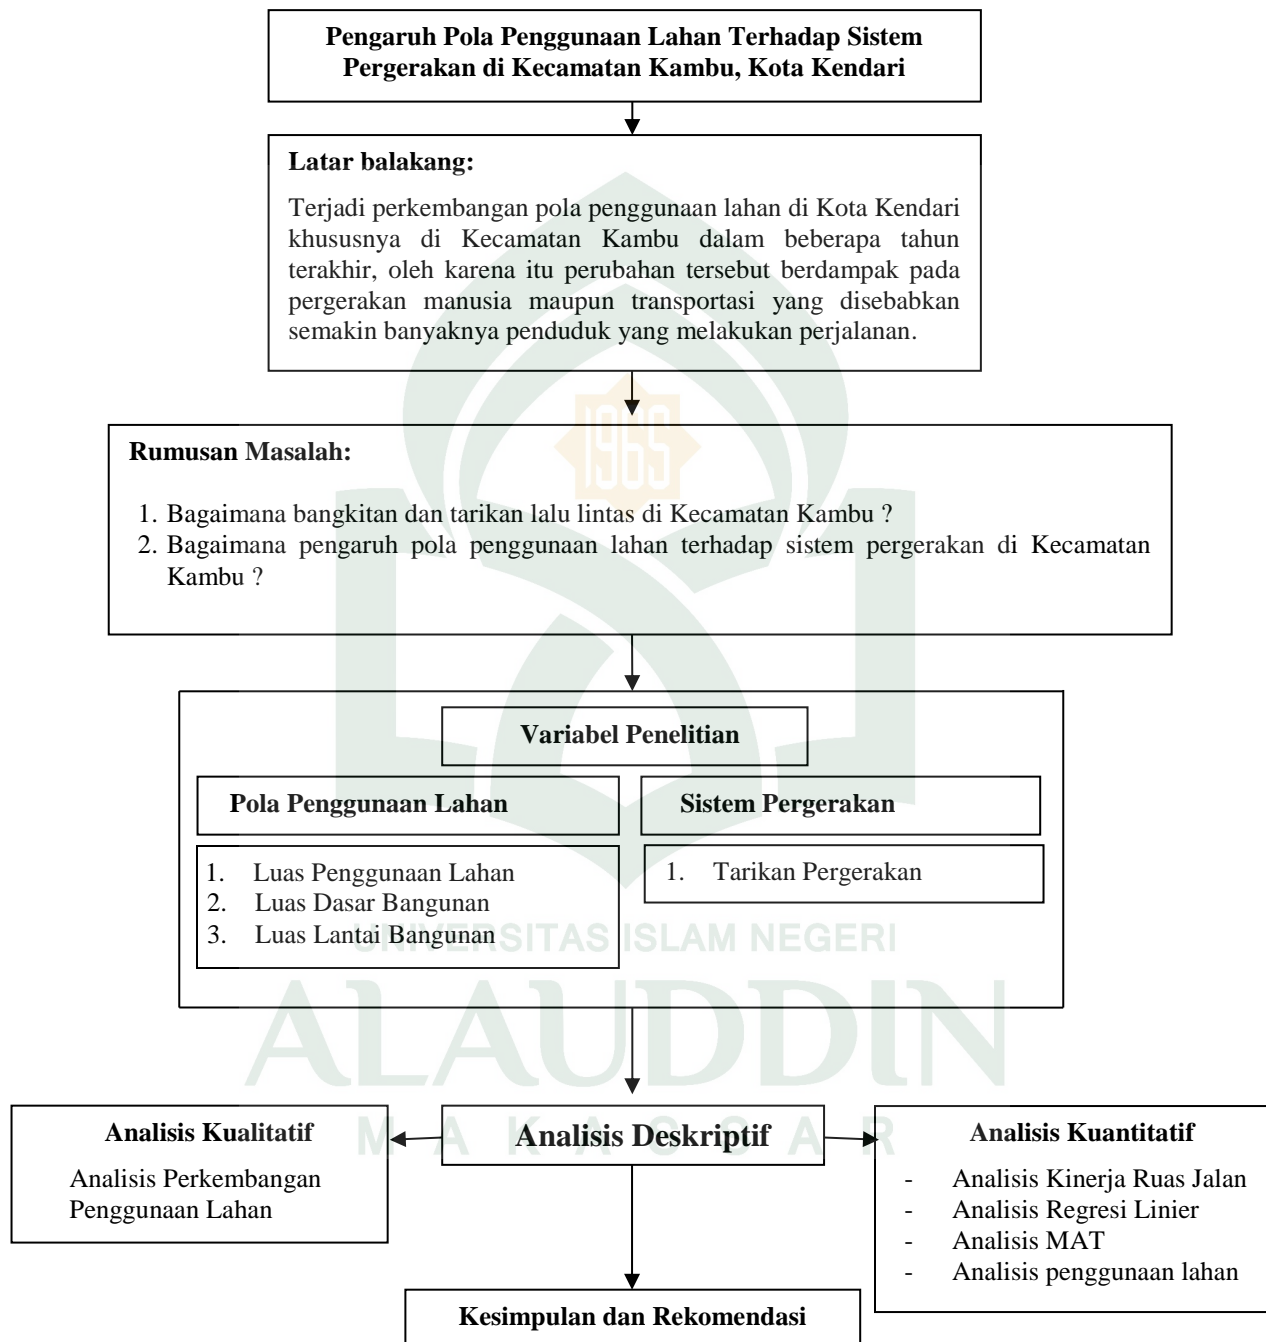 Pengaruh Pola Penggunaan Lahan Terhadap Sistem
Pergerakan di Kecamatan Kambu, Kota Kendari
Latar balakang:
Terjadi perkembangan pola penggunaan lahan di Kota Kendari
khususnya di Kecamatan Kambu dalam beberapa tahun
terakhir, oleh karena itu perubahan tersebut berdampak pada
pergerakan manusia maupun transportasi yang disebabkan
semakin banyaknya penduduk yang melakukan perjalanan.
1965
Rumusan Masalah:
1. Bagaimana bangkitan dan tarikan lalu lintas di Kecamatan Kambu ?
2. Bagaimana pengaruh pola penggunaan lahan terhadap sistem pergerakan di Kecamatan
Kambu ?
Variabel Penelitian
Pola Penggunaan Lahan
1. Luas Penggunaan Lahan
2. Luas Dasar Bangunan
3. Luas Lantai Bangunan
Sistem Pergerakan
1. Tarikan Pergerakan
UNIVERSITAS ISLAM NEGERI
ALAUDDIN
MAKASSAR
Analisis Kualitatif
Analisis Perkembangan
Penggunaan Lahan
Analisis Deskriptif
Analisis Kuantitatif
- Analisis Kinerja Ruas Jalan
- Analisis Regresi Linier
- Analisis MAT
- Analisis penggunaan lahan
Kesimpulan dan Rekomendasi